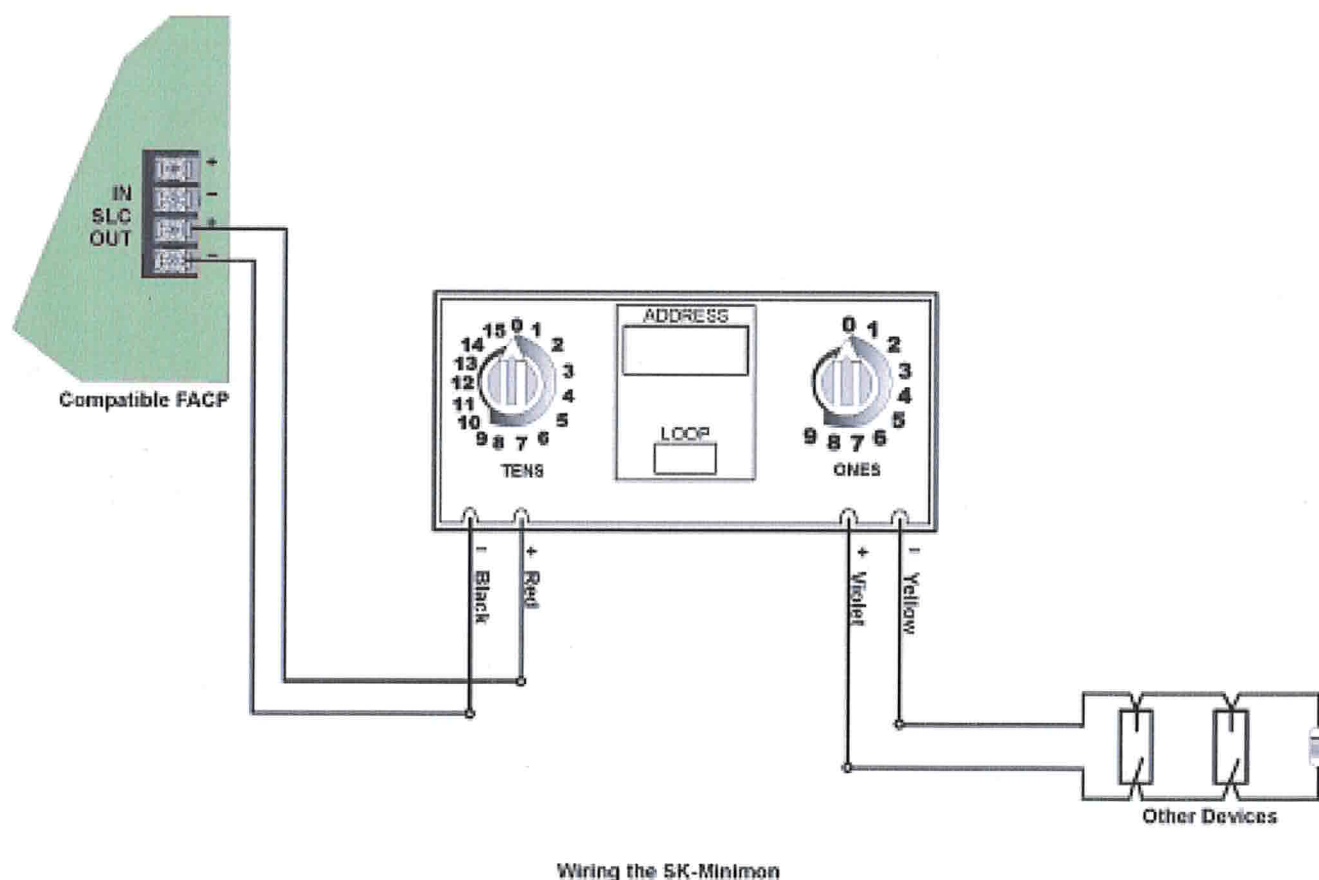 +
IN −
SLC +
OUT −
Compatible FACP
ADDRESS
LOOP
0 1 2 3 4 5 6 7 8 9 10 11 12 13 14 15
TENS
0 1 2 3 4 5 6 7 8 9
ONES
− Black
+ Red
+ Violet
− Yellow
Other Devices
Wiring the SK-Minimon